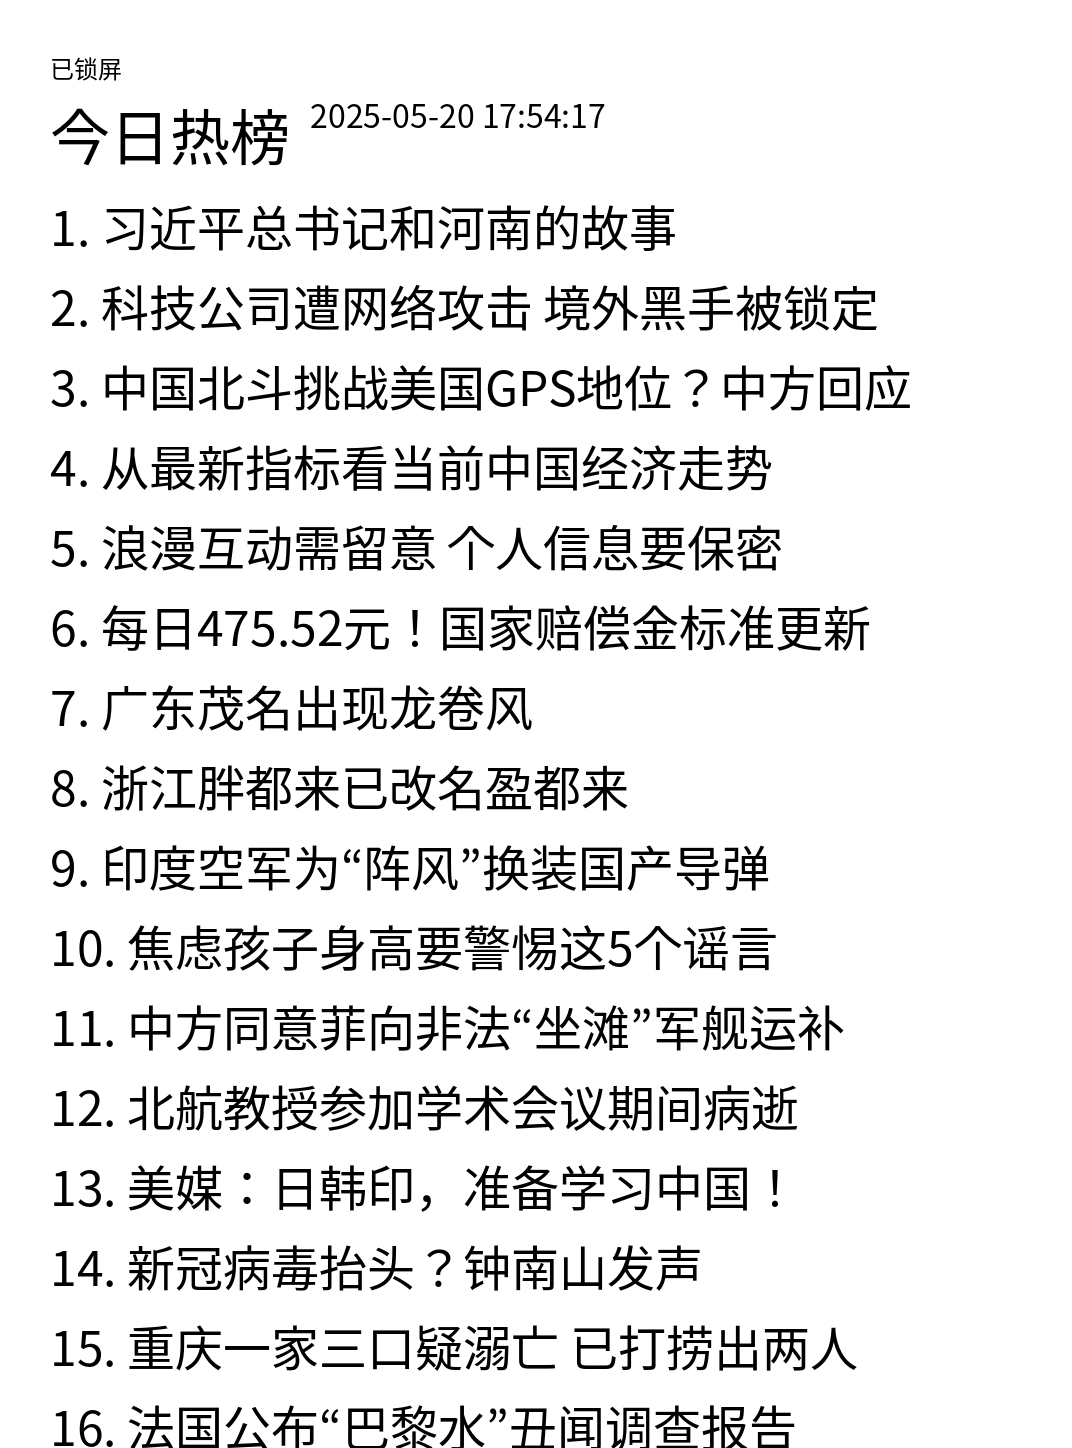 已锁屏
今日热榜 2025-05-20 17:54:17
1. 习近平总书记和河南的故事
2. 科技公司遭网络攻击 境外黑手被锁定
3. 中国北斗挑战美国GPS地位？中方回应
4. 从最新指标看当前中国经济走势
5. 浪漫互动需留意 个人信息要保密
6. 每日475.52元！国家赔偿金标准更新
7. 广东茂名出现龙卷风
8. 浙江胖都来已改名盈都来
9. 印度空军为“阵风”换装国产导弹
10. 焦虑孩子身高要警惕这5个谣言
11. 中方同意菲向非法“坐滩”军舰运补
12. 北航教授参加学术会议期间病逝
13. 美媒：日韩印，准备学习中国！
14. 新冠病毒抬头？钟南山发声
15. 重庆一家三口疑溺亡 已打捞出两人
16. 法国公布“巴黎水”丑闻调查报告